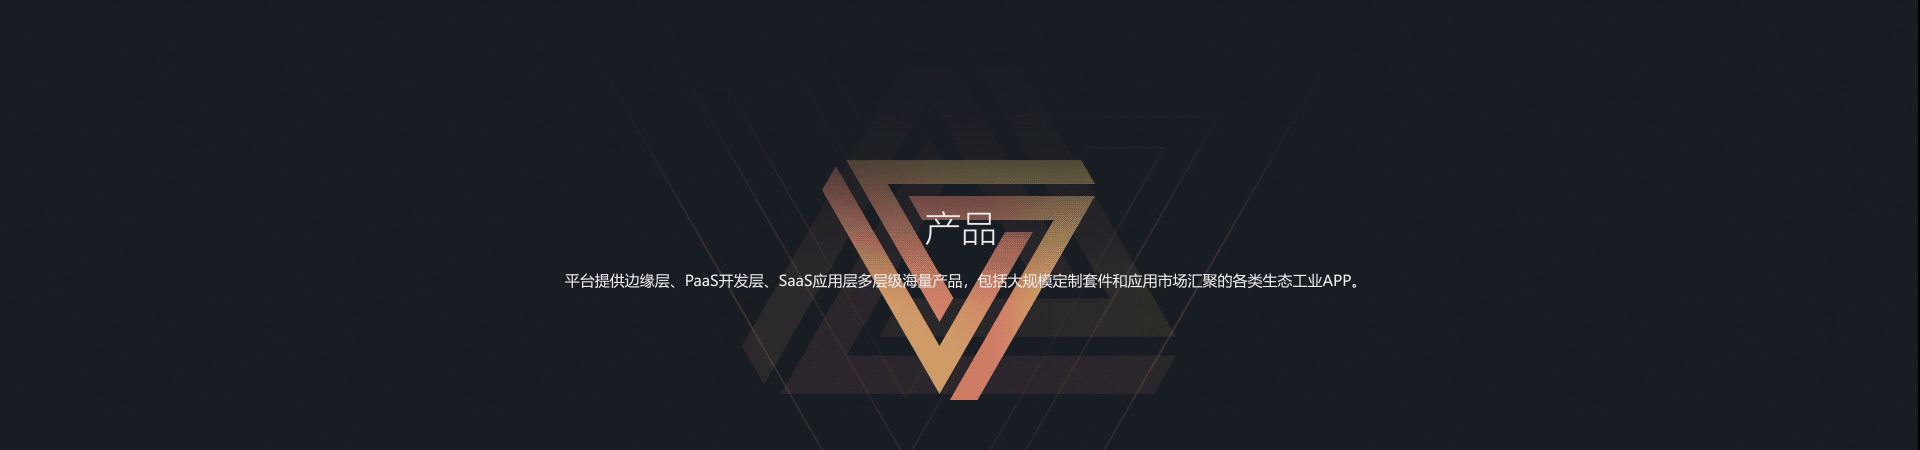 产品
平台提供边缘层、PaaS开发层、SaaS应用层多层级海量产品，包括大规模定制套件和应用市场汇聚的各类生态工业APP。